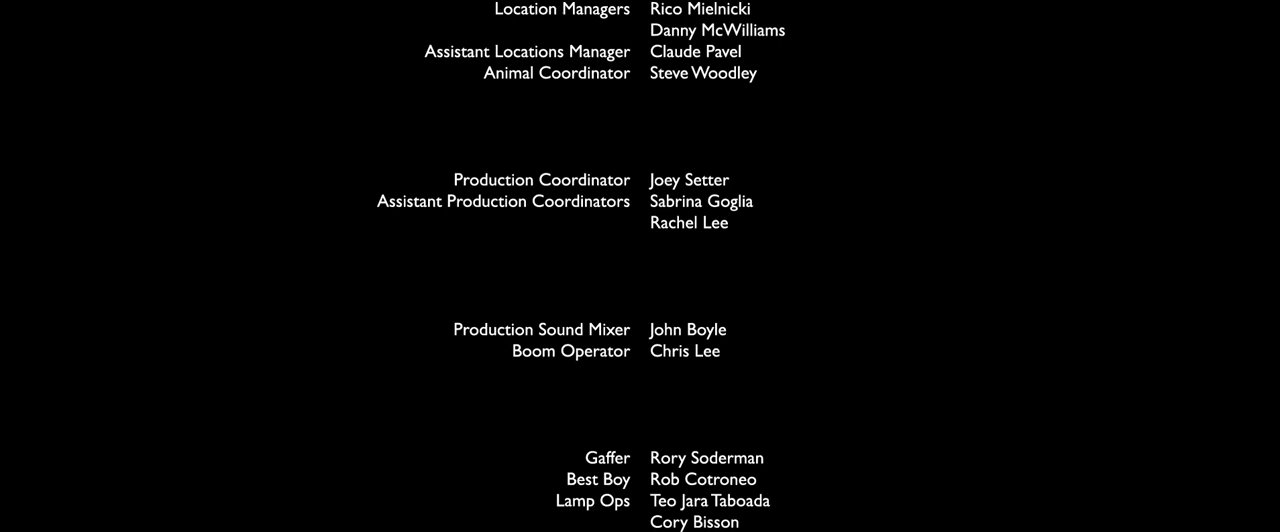 Location Managers Rico Mielnicki
Danny McWilliams
Assistant Locations Manager Claude Pavel
Animal Coordinator Steve Woodley
Production Coordinator Joey Setter
Assistant Production Coordinators Sabrina Goglia
Rachel Lee
Production Sound Mixer John Boyle
Boom Operator Chris Lee
Gaffer Rory Soderman
Best Boy Rob Cotroneo
Lamp Ops Teo Jara Taboada
Cory Bisson